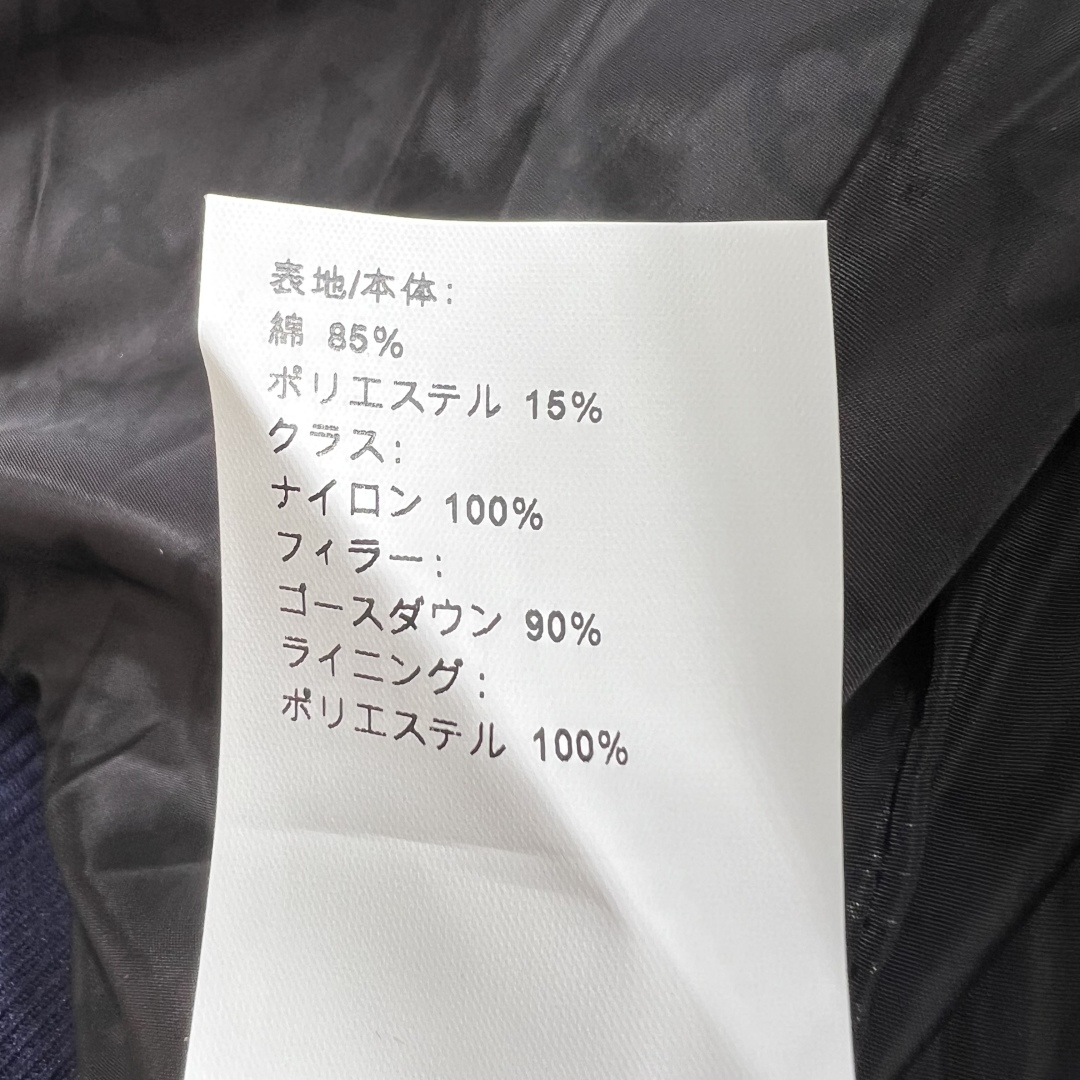 表地/本体:
綿 85%
ポリエステル 15%
クラス:
ナイロン 100%
フィラー:
ゴースダウン 90%
ライニング:
ポリエステル 100%